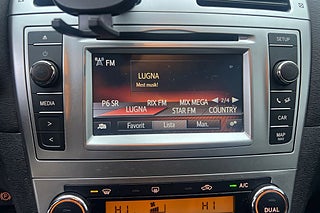 SETUP
FM
LUGNA
Mest musik!
MEDIA
CAR
MAP
NAV
2/4
P6 SR RIX FM MIX MEGA
LUGNA STAR FM COUNTRY
Favorit Lista Man.
A/C
HI HI
DUAL